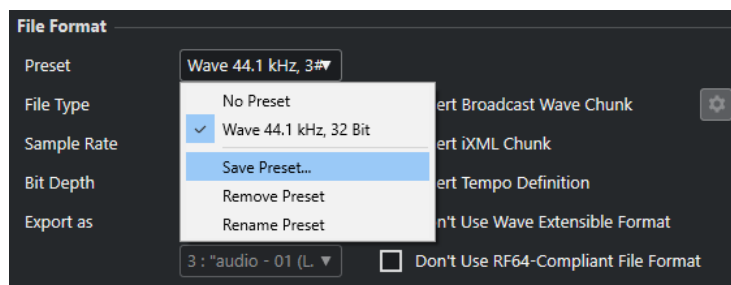 File Format
Preset
Wave 44.1 kHz, 3
File Type
No Preset
ert Broadcast Wave Chunk
Sample Rate
Wave 44.1 kHz, 32 Bit
ert iXML Chunk
Bit Depth
Save Preset...
ert Tempo Definition
Remove Preset
Export as
Rename Preset
n't Use Wave Extensible Format
3 : "audio - 01 (L.
Don't Use RF64-Compliant File Format